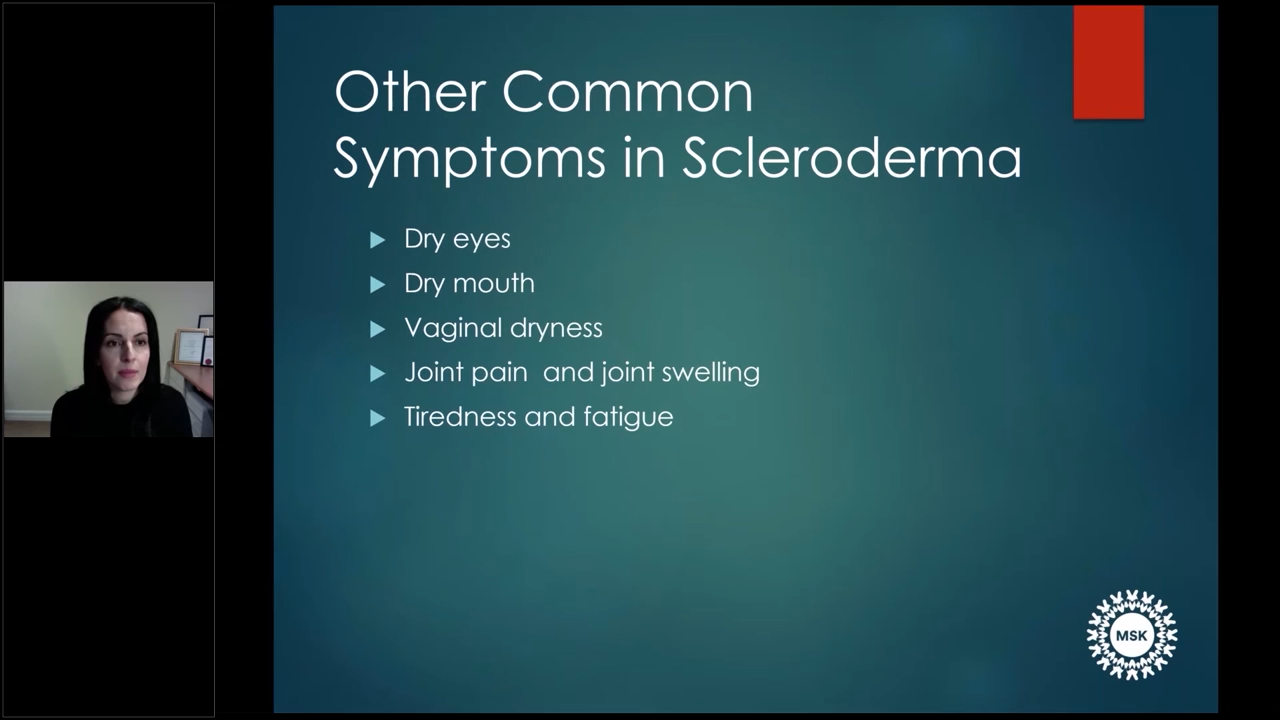 Other Common
Symptoms in Scleroderma
Dry eyes
Dry mouth
Vaginal dryness
Joint pain  and joint swelling
Tiredness and fatigue
MSK